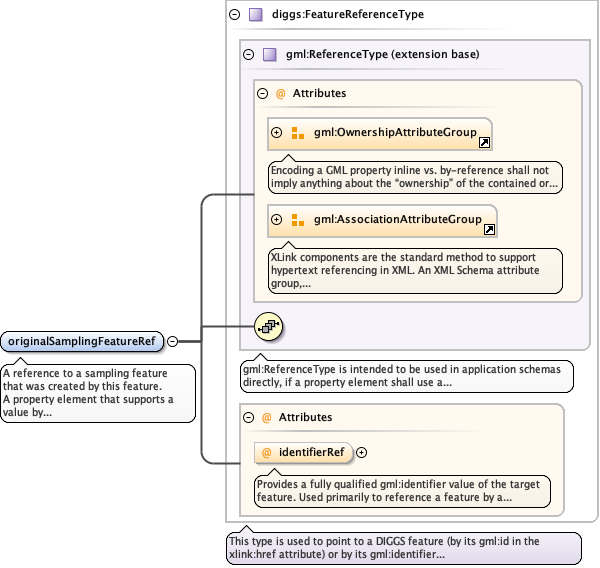 diggs:FeatureReferenceType
gml:ReferenceType (extension base)
@ Attributes
gml:OwnershipAttributeGroup
Encoding a GML property inline vs. by-reference shall not
imply anything about the “ownership” of the contained or...
gml:AssociationAttributeGroup
XLink components are the standard method to support
hypertext referencing in XML. An XML Schema attribute
group,...
originalSamplingFeatureRef
A reference to a sampling feature
that was created by this feature.
A property element that supports a
value by...
gml:ReferenceType is intended to be used in application schemas
directly, if a property element shall use a...
@ Attributes
@ identifierRef
Provides a fully qualified gml:identifier value of the target
feature. Used primarily to reference a feature by a...
This type is used to point to a DIGGS feature (by its gml:id in the
xlink:href attribute) or by its gml:identifier...